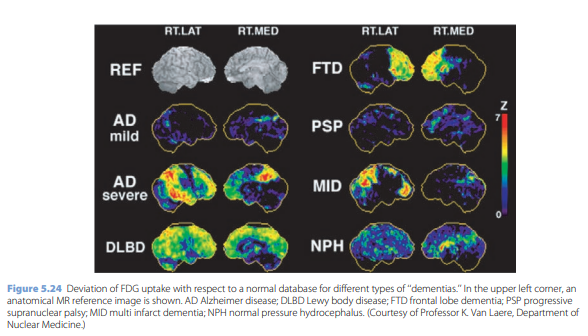 RT.LAT RT.MED RT.LAT RT.MED
REF FTD
AD mild PSP
AD severe MID
DLBD NPH
Z
7
0
Figure 5.24 Deviation of FDG uptake with respect to a normal database for different types of “dementias.” In the upper left corner, an
anatomical MR reference image is shown. AD Alzheimer disease; DLBD Lewy body disease; FTD frontal lobe dementia; PSP progressive
supranuclear palsy; MID multi infarct dementia; NPH normal pressure hydrocephalus. (Courtesy of Professor K. Van Laere, Department of
Nuclear Medicine.)